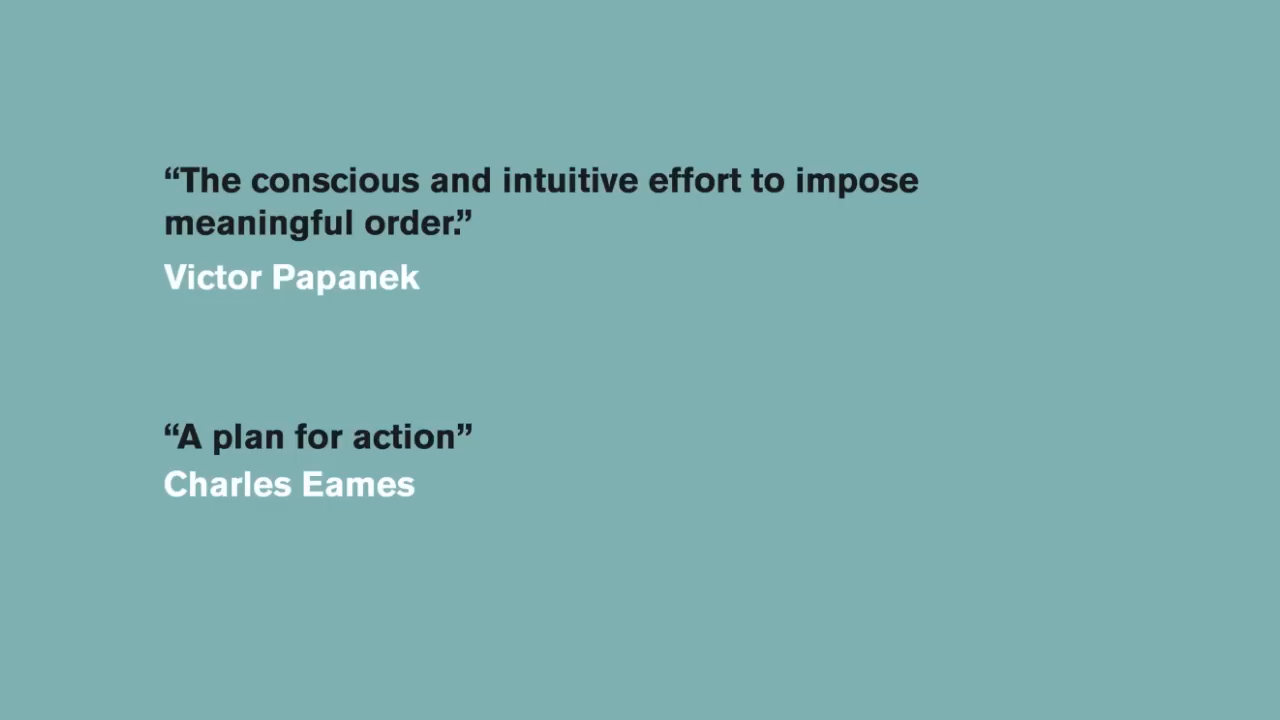 “The conscious and intuitive effort to impose
meaningful order.”
Victor Papanek
“A plan for action”
Charles Eames